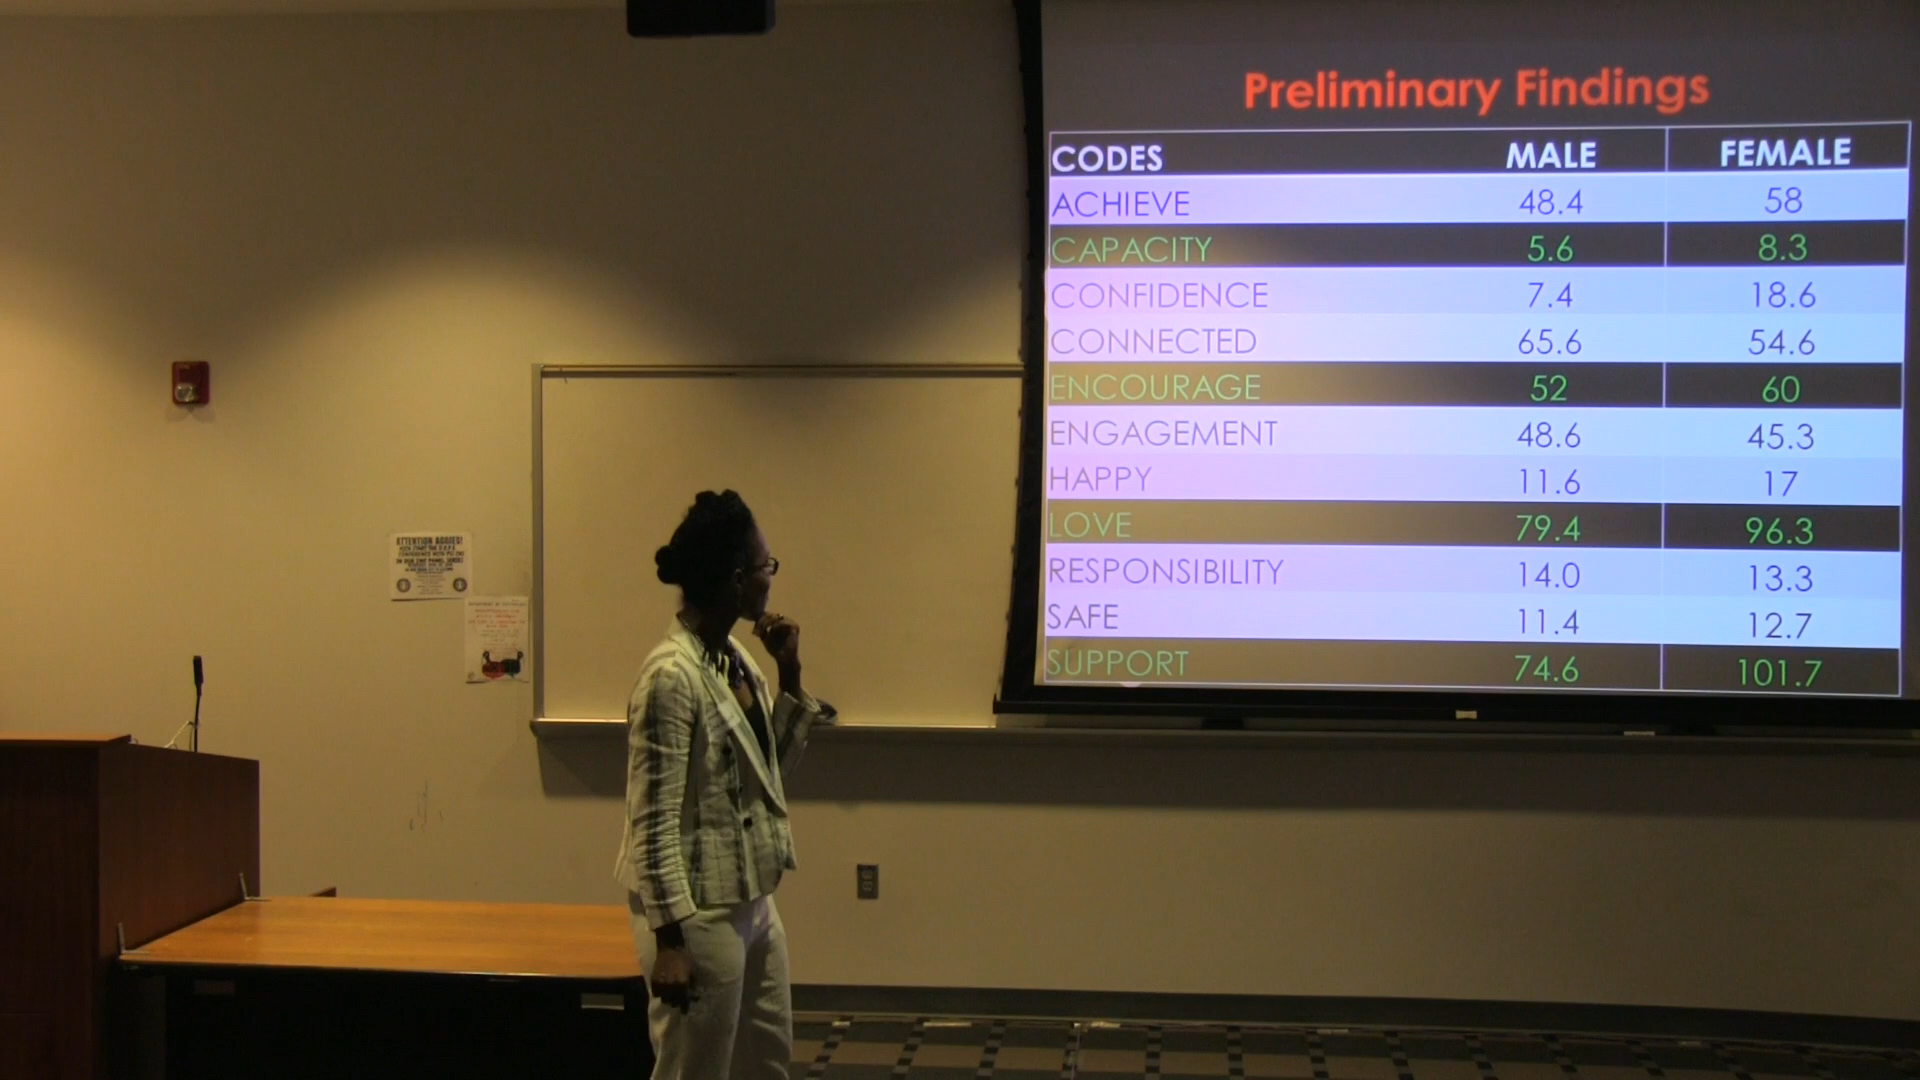 Preliminary Findings
CODES MALE FEMALE
ACHIEVE 48.4 58
CAPACITY 5.6 8.3
CONFIDENCE 7.4 18.6
CONNECTED 65.6 54.6
ENCOURAGE 52 60
ENGAGEMENT 48.6 45.3
HAPPY 11.6 17
LOVE 79.4 96.3
RESPONSIBILITY 14.0 13.3
SAFE 11.4 12.7
SUPPORT 74.6 101.7
ATTENTION AGGIES!